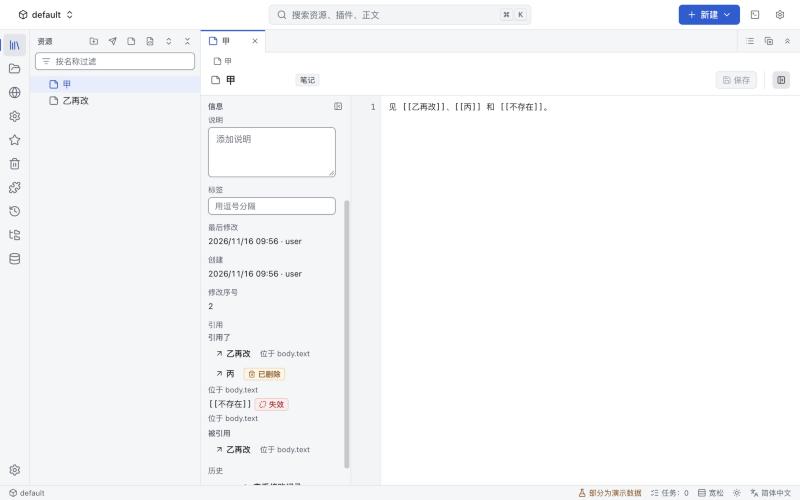 default
搜索资源、插件、正文
⌘ K
新建
资源
按名称过滤
甲
乙再改
甲
甲
甲
笔记
保存
信息
说明
添加说明
标签
用逗号分隔
最后修改
2026/11/16 09:56 · user
创建
2026/11/16 09:56 · user
修改序号
2
引用
引用了
乙再改 位于 body.text
丙 已删除
位于 body.text
[[不存在]] 失效
位于 body.text
被引用
乙再改 位于 body.text
历史
1 见 [[乙再改]]、[[丙]] 和 [[不存在]]。
default
部分为演示数据
任务: 0
宽松
简体中文